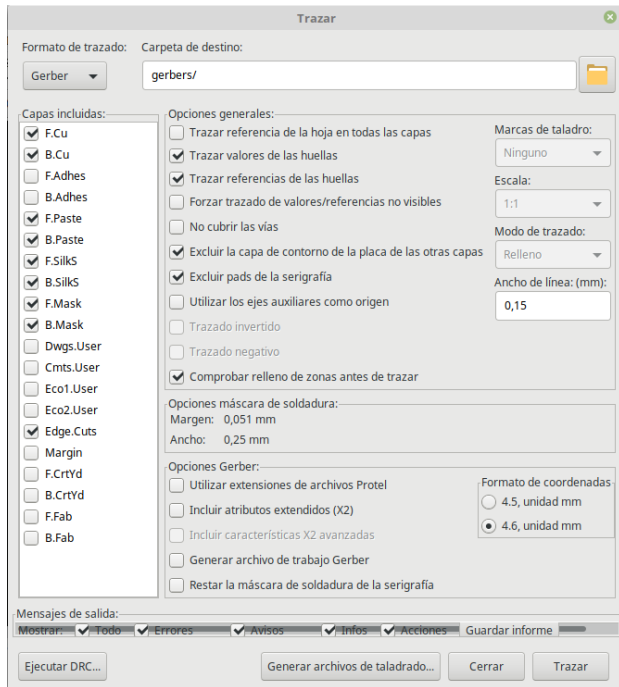 Trazar
Formato de trazado:
Carpeta de destino:
Gerber
gerbers/
Capas incluidas:
F.Cu
B.Cu
F.Adhes
B.Adhes
F.Paste
B.Paste
F.SilkS
B.SilkS
F.Mask
B.Mask
Dwgs.User
Cmts.User
Eco1.User
Eco2.User
Edge.Cuts
Margin
F.CrtYd
B.CrtYd
F.Fab
B.Fab
Opciones generales:
Trazar referencia de la hoja en todas las capas
Trazar valores de las huellas
Trazar referencias de las huellas
Forzar trazado de valores/referencias no visibles
No cubrir las vías
Excluir la capa de contorno de la placa de las otras capas
Excluir pads de la serigrafía
Utilizar los ejes auxiliares como origen
Trazado invertido
Trazado negativo
Comprobar relleno de zonas antes de trazar
Marcas de taladro:
Ninguno
Escala:
1:1
Modo de trazado:
Relleno
Ancho de línea: (mm):
0,15
Opciones máscara de soldadura:
Margen: 0,051 mm
Ancho: 0,25 mm
Opciones Gerber:
Utilizar extensiones de archivos Protel
Incluir atributos extendidos (X2)
Incluir características X2 avanzadas
Generar archivo de trabajo Gerber
Restar la máscara de soldadura de la serigrafía
Formato de coordenadas
4.5, unidad mm
4.6, unidad mm
Mensajes de salida:
Mostrar: Todo Errores Avisos Infos Acciones Guardar informe
Ejecutar DRC... Generar archivos de taladrado... Cerrar Trazar